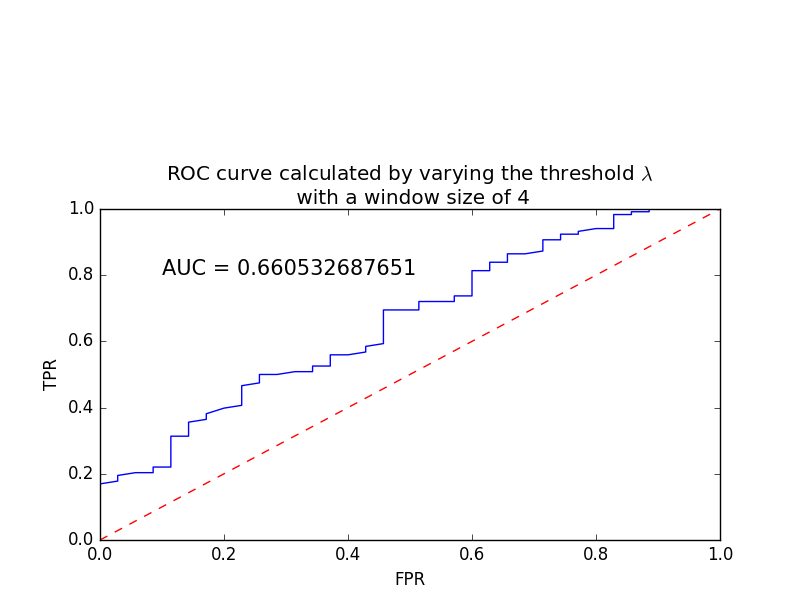 ROC curve calculated by varying the threshold λ
with a window size of 4
AUC = 0.660532687651
1.0
0.8
0.6
0.4
0.2
0.0
TPR
0.0 0.2 0.4 0.6 0.8 1.0
FPR